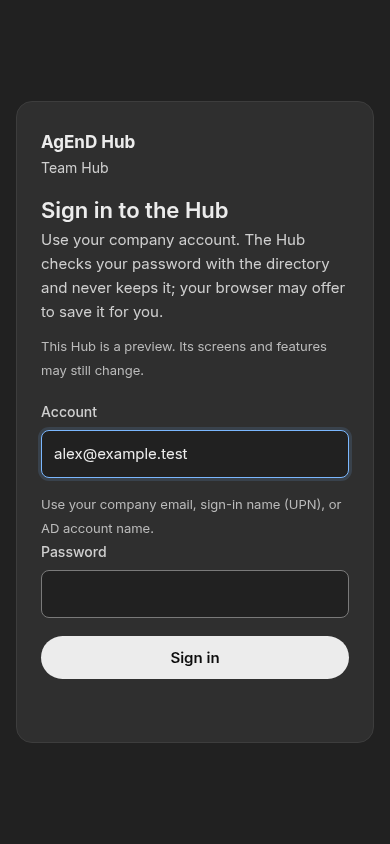 AgEnD Hub
Team Hub
Sign in to the Hub
Use your company account. The Hub
checks your password with the directory
and never keeps it; your browser may offer
to save it for you.
This Hub is a preview. Its screens and features
may still change.
Account
alex@example.test
Use your company email, sign-in name (UPN), or
AD account name.
Password
Sign in